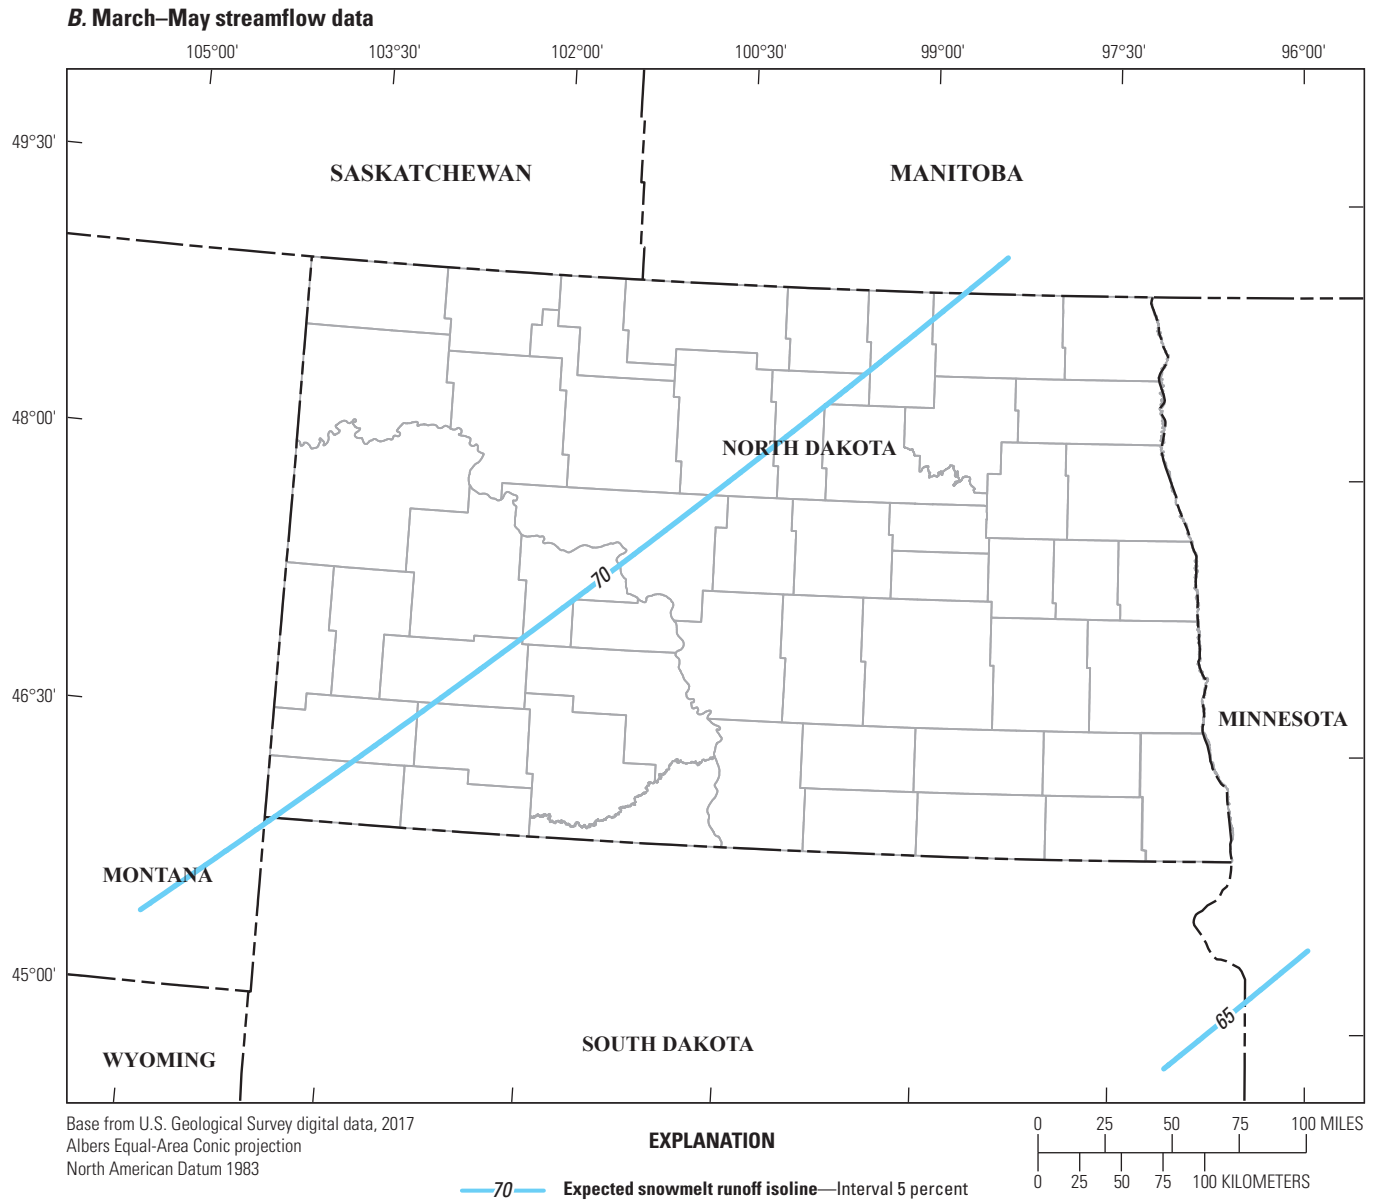 B. March–May streamflow data
105°00' 103°30' 102°00' 100°30' 99°00' 97°30' 96°00'
49°30'
SASKATCHEWAN MANITOBA
48°00'
NORTH DAKOTA
70
46°30'
MINNESOTA
MONTANA
45°00'
65
SOUTH DAKOTA
WYOMING
Base from U.S. Geological Survey digital data, 2017
Albers Equal-Area Conic projection
North American Datum 1983
EXPLANATION
70 Expected snowmelt runoff isoline—Interval 5 percent
0 25 50 75 100 MILES
0 25 50 75 100 KILOMETERS